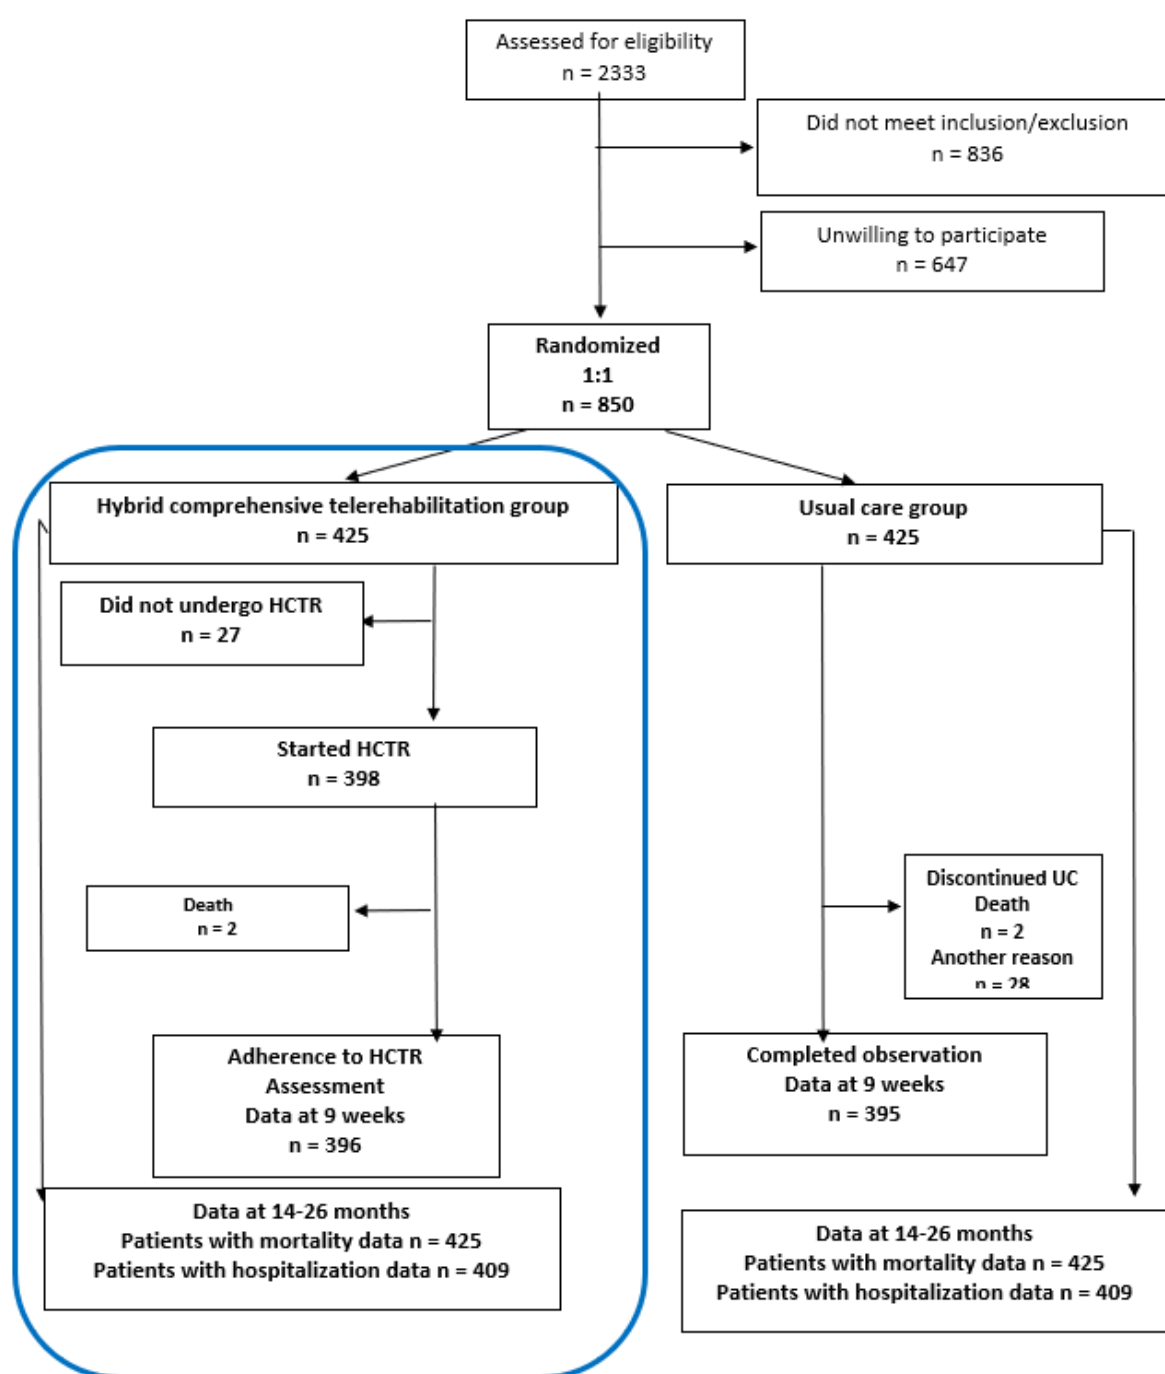 Assessed for eligibility
n = 2333
Did not meet inclusion/exclusion
n = 836
Unwilling to participate
n = 647
Randomized
1:1
n = 850
Hybrid comprehensive telerehabilitation group
n = 425
Usual care group
n = 425
Did not undergo HCTR
n = 27
Started HCTR
n = 398
Death
n = 2
Discontinued UC
Death
n = 2
Another reason
n = 28
Adherence to HCTR
Assessment
Data at 9 weeks
n = 396
Completed observation
Data at 9 weeks
n = 395
Data at 14-26 months
Patients with mortality data n = 425
Patients with hospitalization data n = 409
Data at 14-26 months
Patients with mortality data n = 425
Patients with hospitalization data n = 409